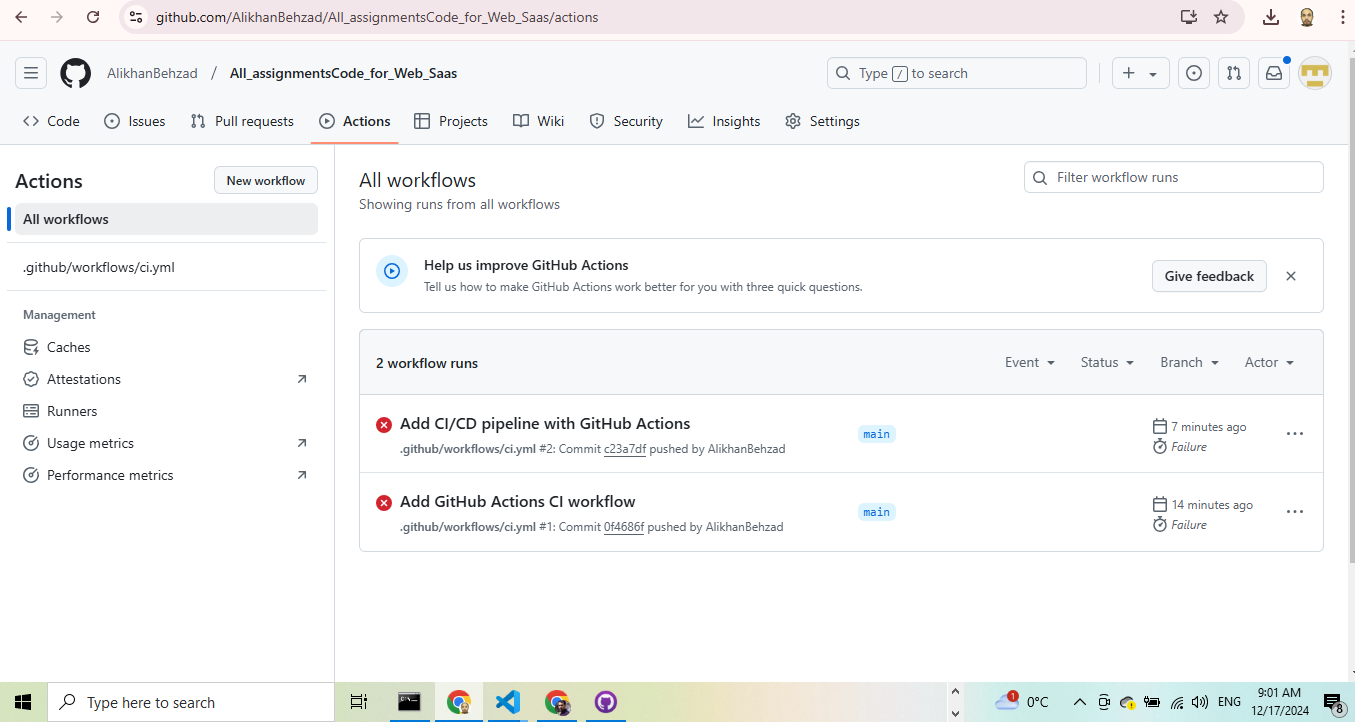 github.com/AlikhanBehzad/All_assignmentsCode_for_Web_Saas/actions
AlikhanBehzad / All_assignmentsCode_for_Web_Saas
Type / to search
Code Issues Pull requests Actions Projects Wiki Security Insights Settings
Actions
New workflow
All workflows
.github/workflows/ci.yml
Management
Caches
Attestations
Runners
Usage metrics
Performance metrics
All workflows
Showing runs from all workflows
Filter workflow runs
Help us improve GitHub Actions
Tell us how to make GitHub Actions work better for you with three quick questions.
Give feedback
2 workflow runs
Event Status Branch Actor
Add CI/CD pipeline with GitHub Actions
.github/workflows/ci.yml #2: Commit c23a7df pushed by AlikhanBehzad
main
7 minutes ago
Failure
Add GitHub Actions CI workflow
.github/workflows/ci.yml #1: Commit 0f4686f pushed by AlikhanBehzad
main
14 minutes ago
Failure
Type here to search
1
0°C
ENG
9:01 AM
12/17/2024
8